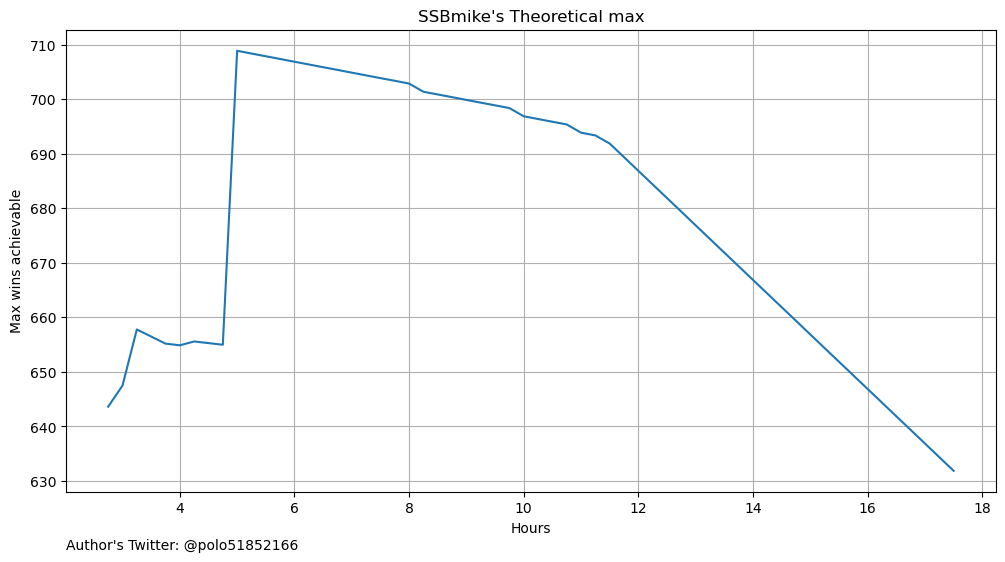 SSBmike's Theoretical max
Max wins achievable
710
700
690
680
670
660
650
640
630
4 6 8 10 12 14 16 18
Hours
Author's Twitter: @polo51852166